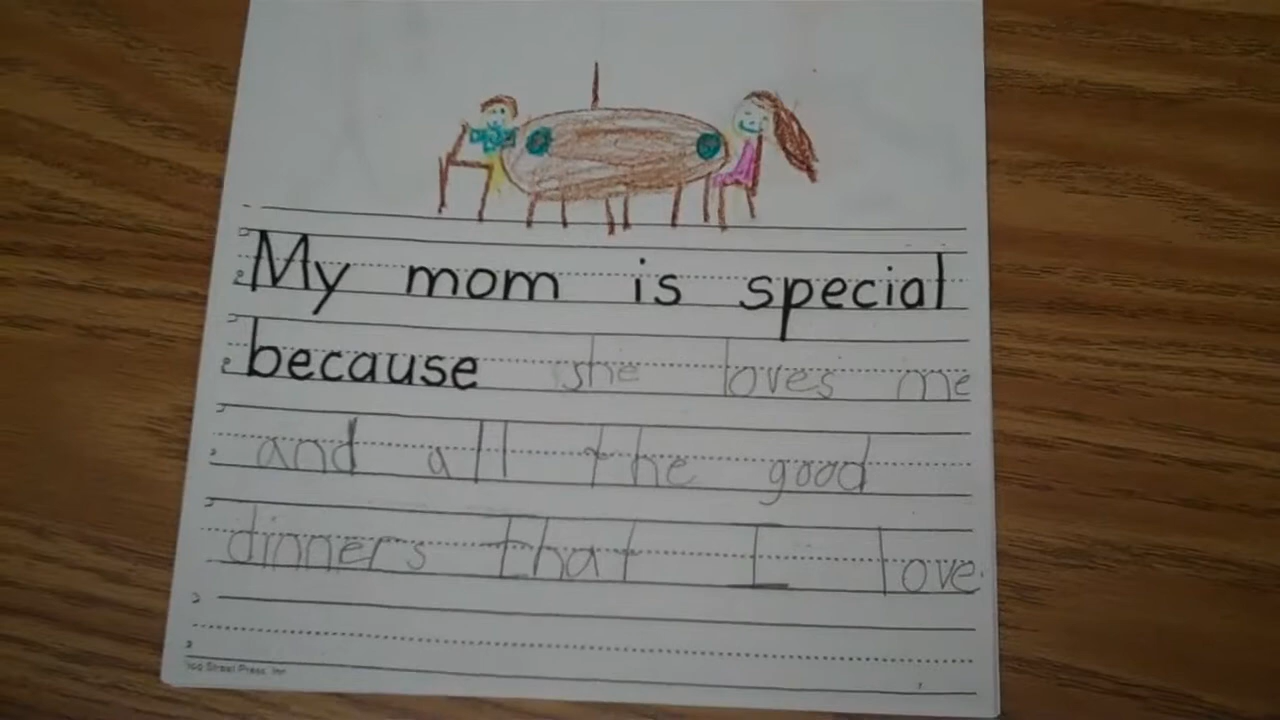 My mom is special
because she loves me
and all the good
dinners that I love.